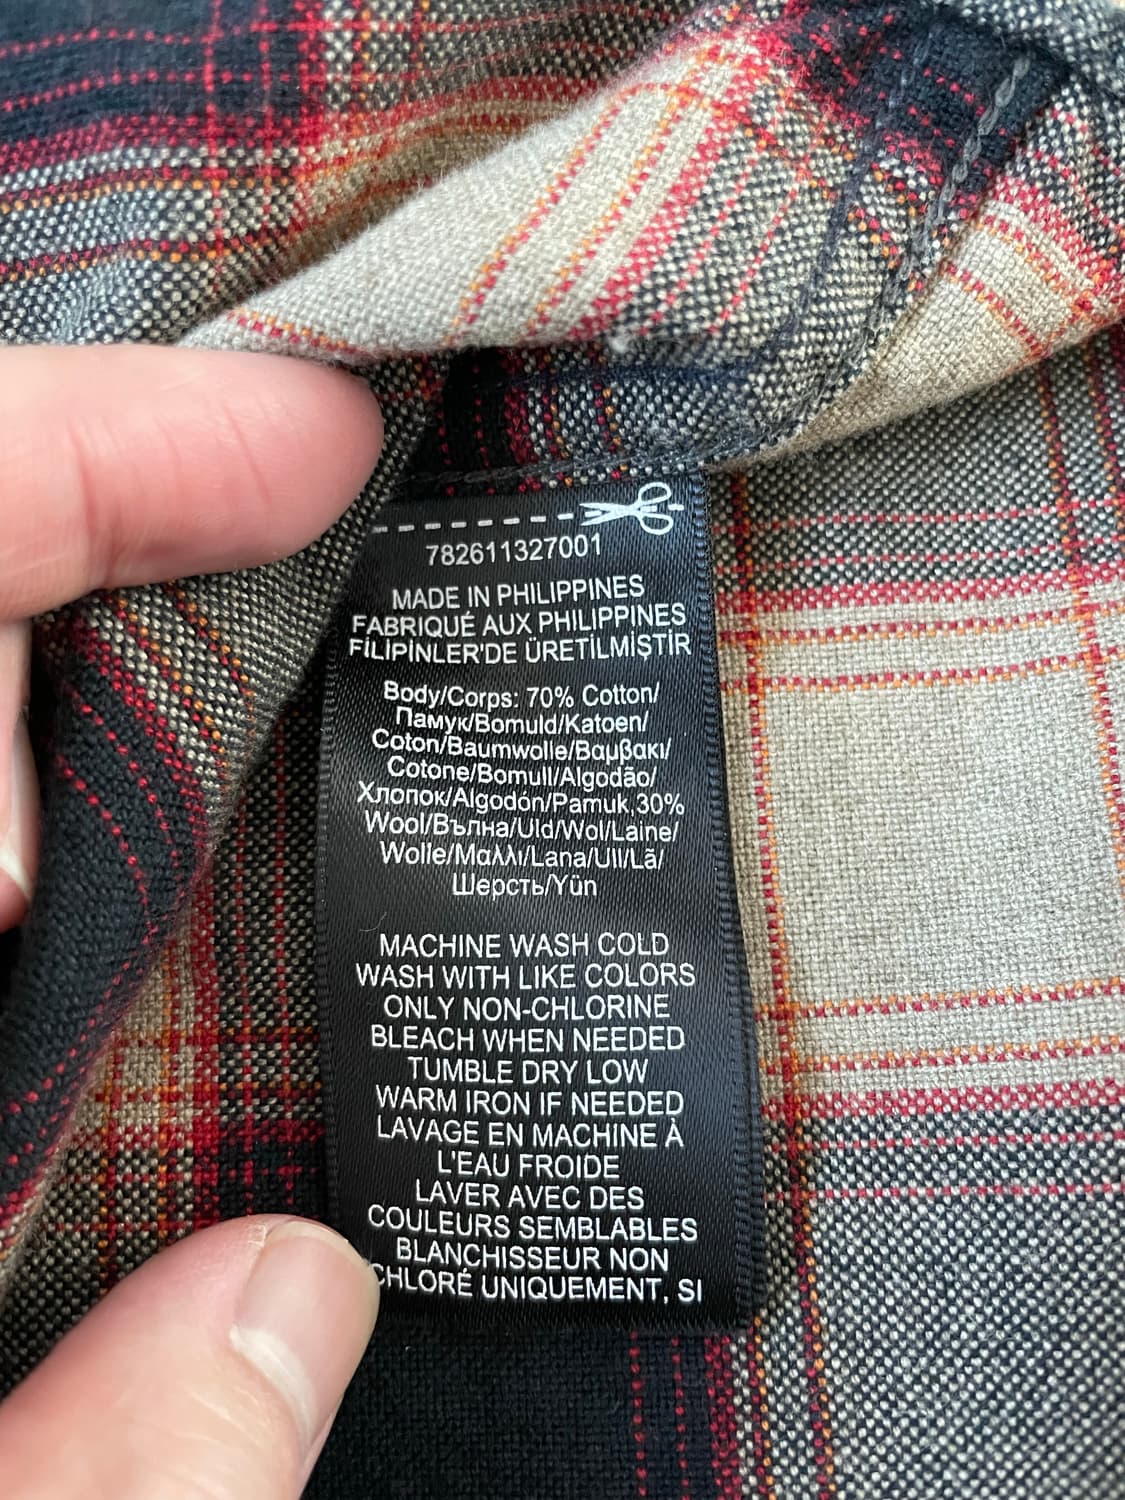 782611327001
MADE IN PHILIPPINES
FABRIQUÉ AUX PHILIPPINES
FİLİPİNLER'DE ÜRETİLMİŞTİR
Body/Corps: 70% Cotton/
Памук/Bomuld/Katoen/
Coton/Baumwolle/Βαμβακι/
Cotone/Bomull/Algodão/
Хлопок/Algodón/Pamuk,30%
Wool/Вълна/Uld/Wol/Laine/
Wolle/Μαλλι/Lana/Ull/Lã/
Шерсть/Yün
MACHINE WASH COLD
WASH WITH LIKE COLORS
ONLY NON-CHLORINE
BLEACH WHEN NEEDED
TUMBLE DRY LOW
WARM IRON IF NEEDED
LAVAGE EN MACHINE À
L'EAU FROIDE
LAVER AVEC DES
COULEURS SEMBLABLES
BLANCHISSEUR NON
CHLORÉ UNIQUEMENT, SI